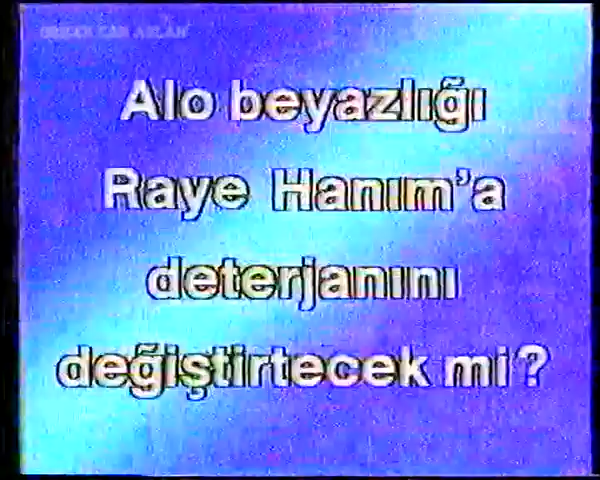 Alo beyazlığı
Raye Hanım'a
deterjanını
değiştirtecek mi?